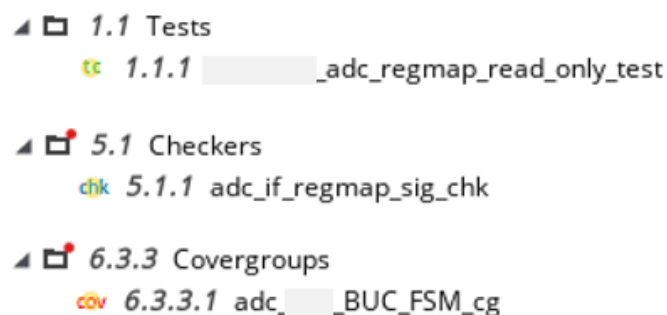 1.1 Tests
tc 1.1.1 _adc_regmap_read_only_test
5.1 Checkers
chk 5.1.1 adc_if_regmap_sig_chk
6.3.3 Covergroups
cov 6.3.3.1 adc_ _BUC_FSM_cg